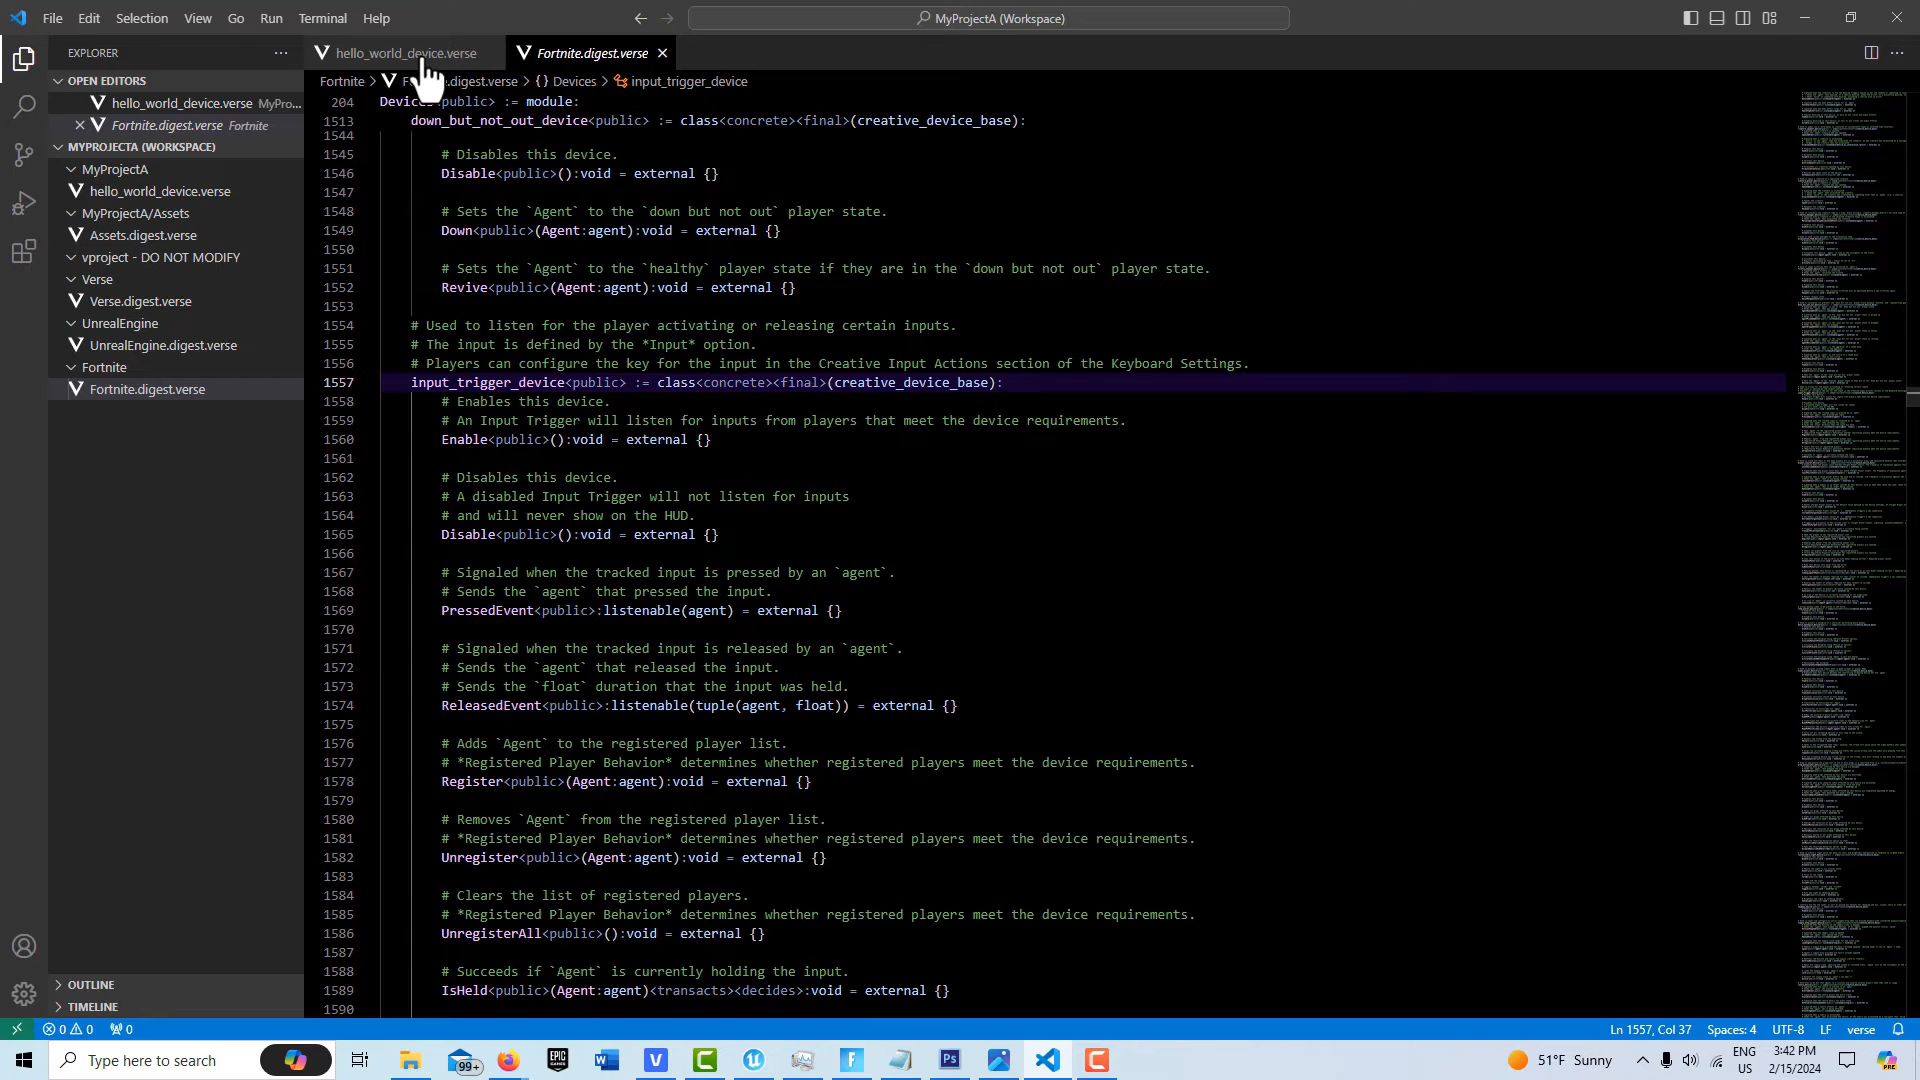 File Edit Selection View Go Run Terminal Help
MyProjectA (Workspace)
EXPLORER
hello_world_device.verse
Fortnite.digest.verse
OPEN EDITORS
Fortnite > .digest.verse > {} Devices > input_trigger_device
hello_world_device.verse MyPro...
Fortnite.digest.verse Fortnite
MYPROJECTA (WORKSPACE)
MyProjectA
hello_world_device.verse
MyProjectA/Assets
Assets.digest.verse
vproject - DO NOT MODIFY
Verse
Verse.digest.verse
UnrealEngine
UnrealEngine.digest.verse
Fortnite
Fortnite.digest.verse
OUTLINE
TIMELINE
204 Devices<public> := module:
1513 down_but_not_out_device<public> := class<concrete><final>(creative_device_base):
1544
1545 # Disables this device.
1546 Disable<public>():void = external {}
1547
1548 # Sets the `Agent` to the `down but not out` player state.
1549 Down<public>(Agent:agent):void = external {}
1550
1551 # Sets the `Agent` to the `healthy` player state if they are in the `down but not out` player state.
1552 Revive<public>(Agent:agent):void = external {}
1553
1554 # Used to listen for the player activating or releasing certain inputs.
1555 # The input is defined by the *Input* option.
1556 # Players can configure the key for the input in the Creative Input Actions section of the Keyboard Settings.
1557 input_trigger_device<public> := class<concrete><final>(creative_device_base):
1558 # Enables this device.
1559 # An Input Trigger will listen for inputs from players that meet the device requirements.
1560 Enable<public>():void = external {}
1561
1562 # Disables this device.
1563 # A disabled Input Trigger will not listen for inputs
1564 # and will never show on the HUD.
1565 Disable<public>():void = external {}
1566
1567 # Signaled when the tracked input is pressed by an `agent`.
1568 # Sends the `agent` that pressed the input.
1569 PressedEvent<public>:listenable(agent) = external {}
1570
1571 # Signaled when the tracked input is released by an `agent`.
1572 # Sends the `agent` that released the input.
1573 # Sends the `float` duration that the input was held.
1574 ReleasedEvent<public>:listenable(tuple(agent, float)) = external {}
1575
1576 # Adds `Agent` to the registered player list.
1577 # *Registered Player Behavior* determines whether registered players meet the device requirements.
1578 Register<public>(Agent:agent):void = external {}
1579
1580 # Removes `Agent` from the registered player list.
1581 # *Registered Player Behavior* determines whether registered players meet the device requirements.
1582 Unregister<public>(Agent:agent):void = external {}
1583
1584 # Clears the list of registered players.
1585 # *Registered Player Behavior* determines whether registered players meet the device requirements.
1586 UnregisterAll<public>():void = external {}
1587
1588 # Succeeds if `Agent` is currently holding the input.
1589 IsHeld<public>(Agent:agent)<transacts><decides>:void = external {}
1590
0 0 0 Ln 1557, Col 37 Spaces: 4 UTF-8 LF verse
Type here to search 99+ EPIC GAMES Ps 51°F Sunny ENG US 3:42 PM 2/15/2024 PRE